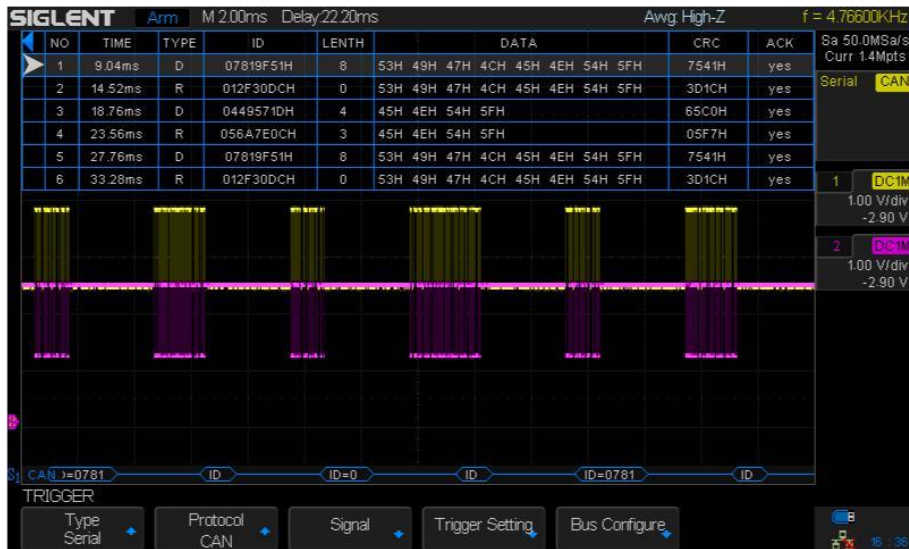 SIGLENT Arm M 2.00ms Delay:22.20ms Awg: High-Z f = 4.76600KHz
Sa 50.0MSa/s
Curr 1.4Mpts
NO TIME TYPE ID LENTH DATA CRC ACK
1 9.04ms D 07819F51H 8 53H 49H 47H 4CH 45H 4EH 54H 5FH 7541H yes
2 14.52ms R 012F30DCH 0 53H 49H 47H 4CH 45H 4EH 54H 5FH 3D1CH yes
3 18.76ms D 0449571DH 4 45H 4EH 54H 5FH 65C0H yes
4 23.56ms R 056A7E0CH 3 45H 4EH 54H 5FH 05F7H yes
5 27.76ms D 07819F51H 8 53H 49H 47H 4CH 45H 4EH 54H 5FH 7541H yes
6 33.28ms R 012F30DCH 0 53H 49H 47H 4CH 45H 4EH 54H 5FH 3D1CH yes
Serial CAN
1 DC1M
1.00 V/div
-2.90 V
2 DC1M
1.00 V/div
-2.90 V
2
S1 CAN )=0781 ID ID=0 ID ID=0781 ID
TRIGGER
Type
Serial
Protocol
CAN
Signal
Trigger Setting
Bus Configure
16 : 36